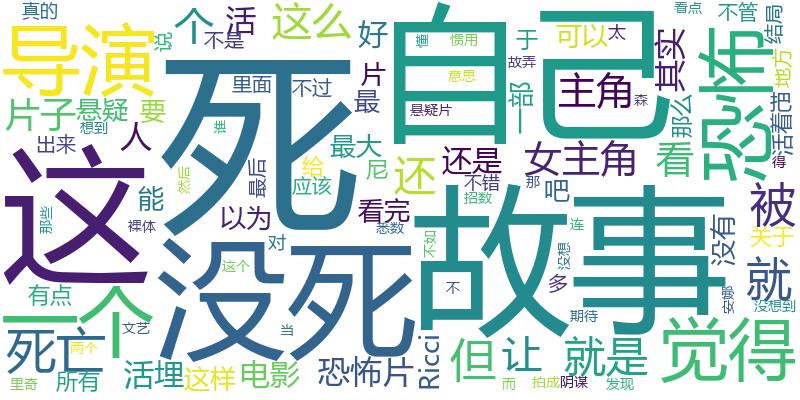 真的 个 活 这么 好 惯用 于 可以 太 看点 不管 结局
导演 说 不是 自己 懂 故弄 主角 其实 恐怖 地方
片子 悬疑 要 死 里面 不过 片 最 意思 悬疑片 一部 森 那么 活着
想到 谁 出来 人 最大 尼 还 还是 女主角 看 得
这 能 然后 最后 给 应该 不错 那 吧 被
那些 裸体 以为 看完 招数 故事 没有 关于
这个 对 没死 悉数 不如 不 多 连 没想 就 安娜
有点 一个 文艺 当 期待 没想到
死亡 两个 活埋 这样 电影 恐怖片 Ricci 但 让 就是 觉得
里奇 所有 而 拍成 阴谋 发现